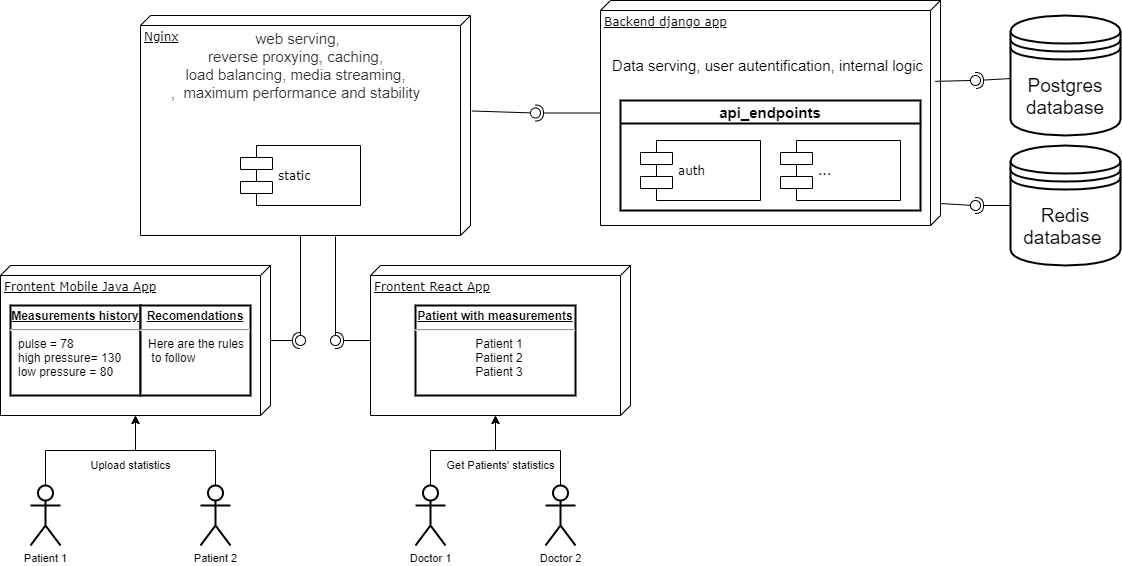 Nginx
web serving,
reverse proxying, caching,
load balancing, media streaming,
,  maximum performance and stability
static
Backend django app
Data serving, user autentification, internal logic
api_endpoints
auth
...
Postgres
database
Redis
database
Frontent Mobile Java App
Measurements history
pulse = 78
high pressure= 130
low pressure = 80
Recomendations
Here are the rules
to follow
Frontent React App
Patient with measurements
Patient 1
Patient 2
Patient 3
Upload statistics
Get Patients' statistics
Patient 1
Patient 2
Doctor 1
Doctor 2